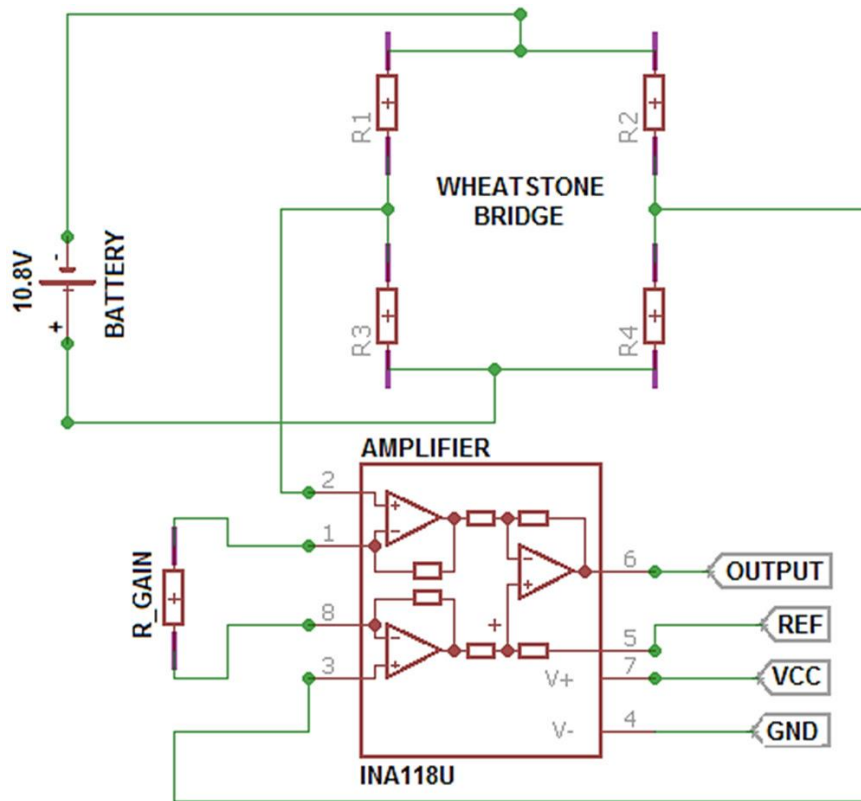 R1
R2
WHEATSTONE
BRIDGE
-
10.8V
BATTERY
+
R3
R4
AMPLIFIER
2
+
-
1
6
OUTPUT
-
+
R_GAIN
8
REF
-
+
5
3
+
V+
7
VCC
V-
4
GND
INA118U